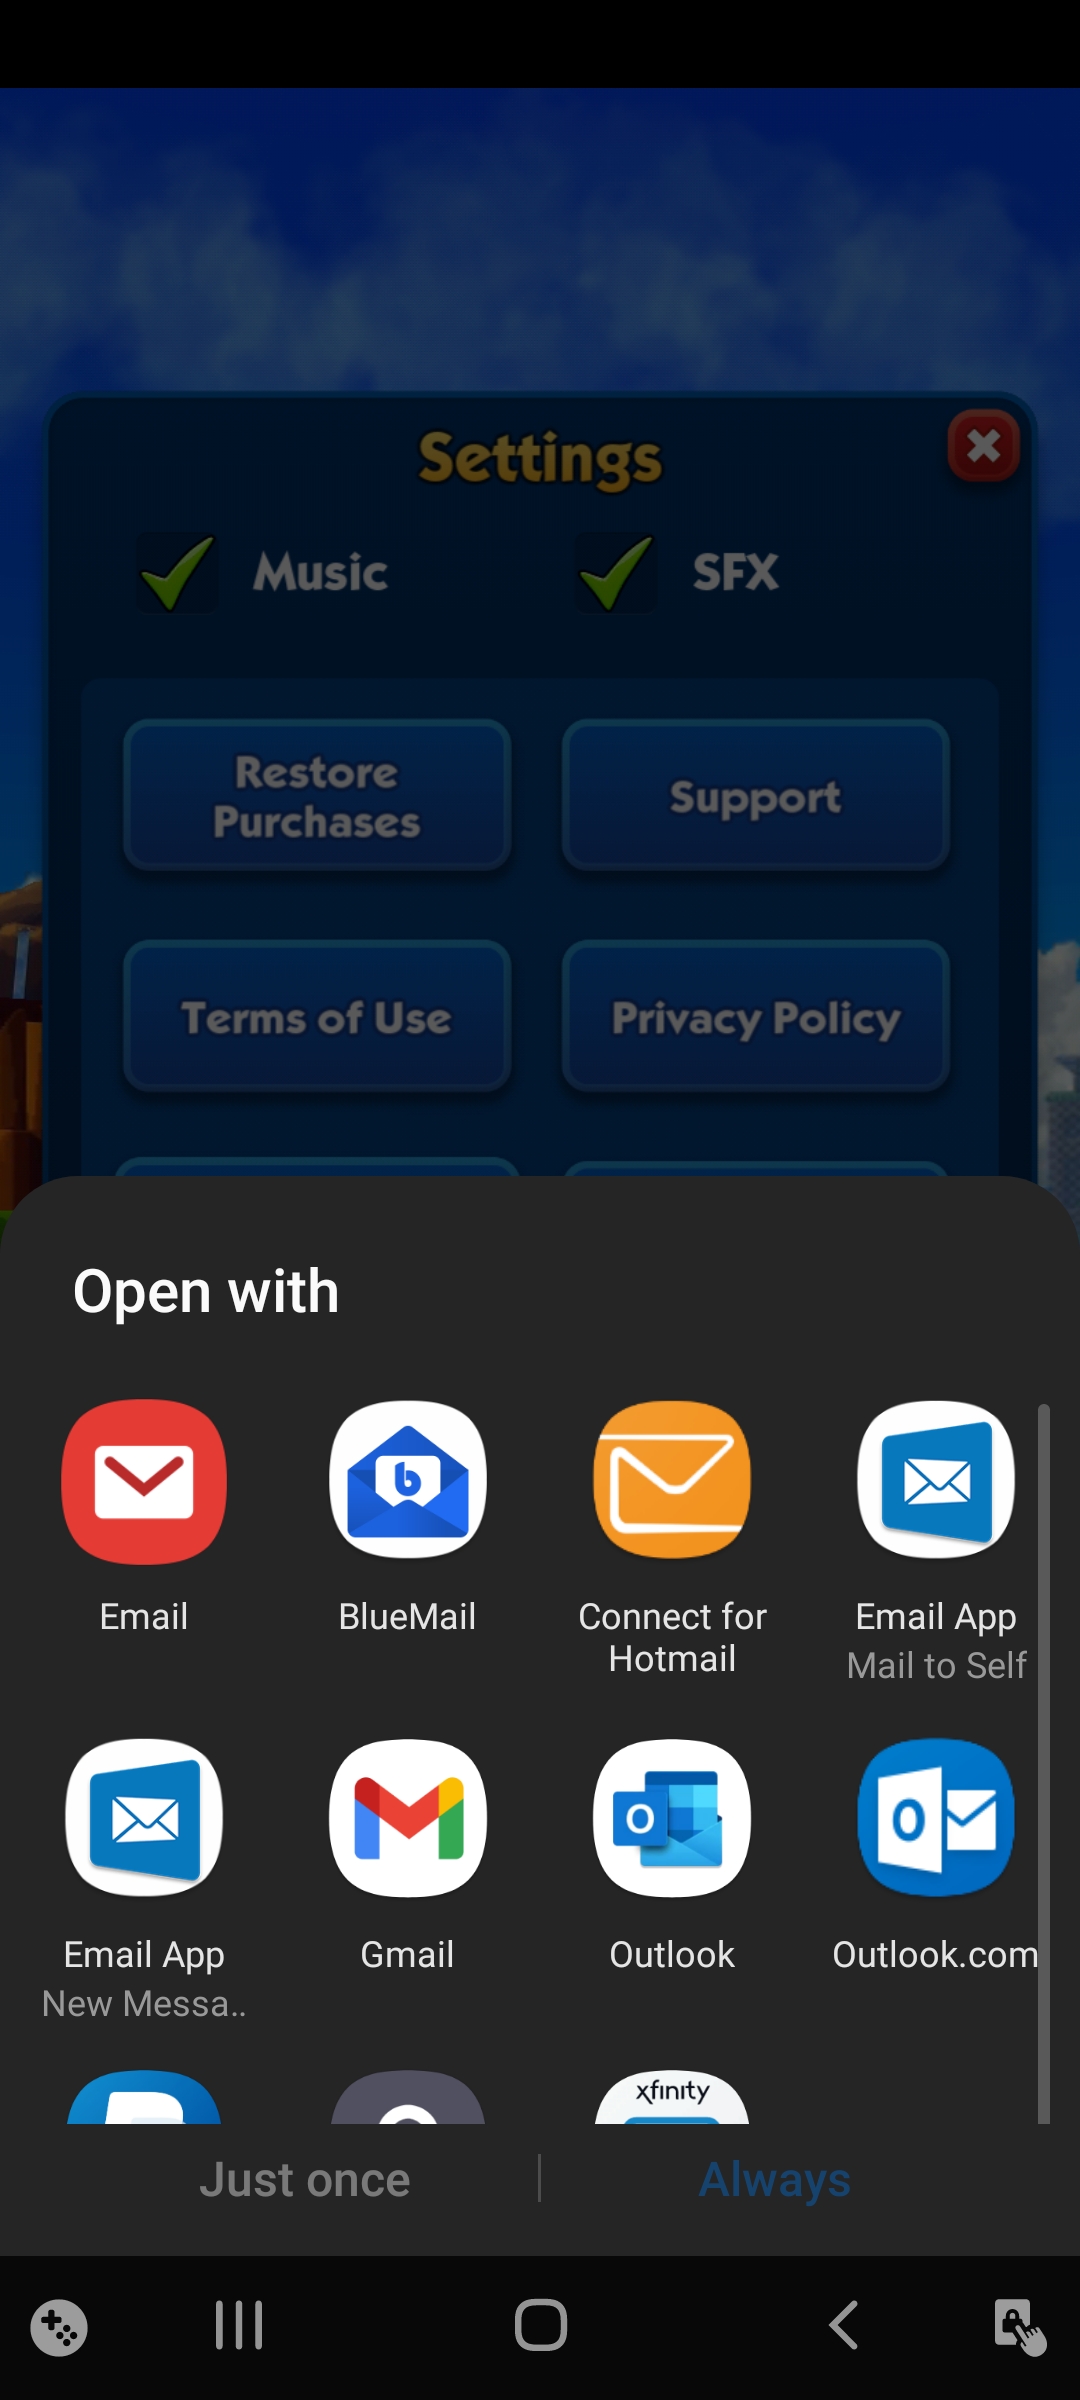 Settings
Music
SFX
Restore
Purchases
Support
Terms of Use
Privacy Policy
Open with
Email
BlueMail
Connect for
Hotmail
Email App
Mail to Self
Email App
New Messa..
Gmail
Outlook
Outlook.com
xfinity
Just once
Always